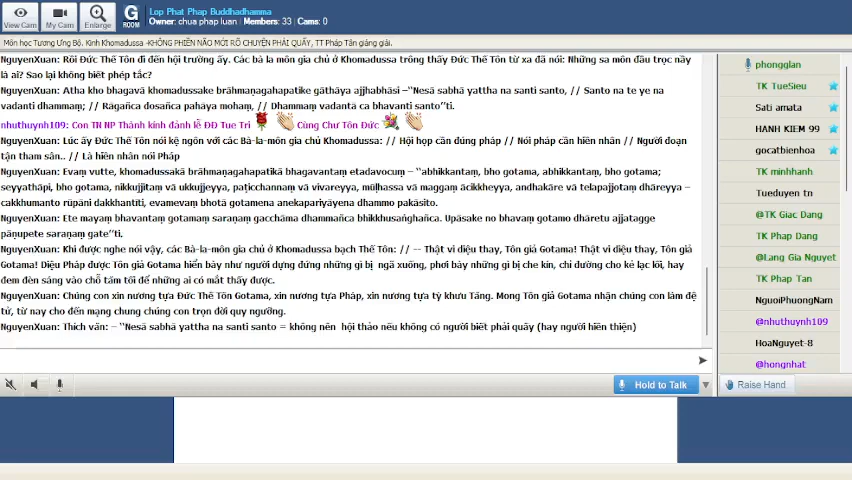 View Cam
My Cam
Enlarge
G
ROOM
Lop Phat Phap Buddhadhamma
Owner: chua phap luan | Members: 33 | Cams: 0
Môn học Tương Ưng Bộ. Kinh Khomadussa -KHÔNG PHIỀN NÃO MỚI RÕ CHUYỆN PHẢI QUẤY, TT Pháp Tân giảng giải.
NguyenXuan: Rồi Đức Thế Tôn đi đến hội trường ấy. Các bà la môn gia chủ ở Khomadussa trông thấy Đức Thế Tôn từ xa đã nói: Những sa môn đầu trọc nầy
là ai? Sao lại không biết phép tắc?
NguyenXuan: Atha kho bhagavā khomadussake brāhmaṇagahapatike gāthāya ajjhabhāsi –‘‘Nesā sabhā yattha na santi santo, // Santo na te ye na
vadanti dhammaṃ; // Rāgañca dosañca pahāya mohaṃ, // Dhammaṃ vadantā ca bhavanti santo’’ti.
nhuthuynh109: Con TN NP Thành kính đảnh lễ ĐĐ Tue Tri Cùng Chư Tôn Đức
NguyenXuan: Lúc ấy Đức Thế Tôn nói kệ ngôn với các Bà-la-môn gia chủ Khomadussa: // Hội họp cần đúng pháp // Nói pháp cần hiền nhân // Người đoạn
tận tham sân.. // Là hiền nhân nói Pháp
NguyenXuan: Evaṃ vutte, khomadussakā brāhmaṇagahapatikā bhagavantaṃ etadavocuṃ – ‘‘abhikkantaṃ, bho gotama, abhikkantaṃ, bho gotama;
seyyathāpi, bho gotama, nikkujjitaṃ vā ukkujjeyya, paṭicchannaṃ vā vivareyya, mūḷhassa vā maggaṃ ācikkheyya, andhakāre vā telapajjotaṃ dhāreyya –
cakkhumanto rūpāni dakkhantīti, evamevaṃ bhotā gotamena anekapariyāyena dhammo pakāsito.
NguyenXuan: Ete mayaṃ bhavantaṃ gotamaṃ saraṇaṃ gacchāma dhammañca bhikkhusaṅghañca. Upāsake no bhavaṃ gotamo dhāretu ajjatagge
pāṇupete saraṇaṃ gate’’ti.
NguyenXuan: Khi được nghe nói vậy, các Bà-la-môn gia chủ ở Khomadussa bạch Thế Tôn: // -- Thật vi diệu thay, Tôn giả Gotama! Thật vi diệu thay, Tôn giả
Gotama! Diệu Pháp được Tôn giả Gotama hiển bày như người dựng đứng những gì bị ngã xuống, phơi bày những gì bị che kín, chỉ đường cho kẻ lạc lối, hay
đem đèn sáng vào chỗ tăm tối để những ai có mắt thấy được.
NguyenXuan: Chúng con xin nương tựa Đức Thế Tôn Gotama, xin nương tựa Pháp, xin nương tựa tỷ khưu Tăng. Mong Tôn giả Gotama nhận chúng con làm đệ
tử, từ nay cho đến mạng chung chúng con trọn đời quy ngưỡng.
NguyenXuan: Thích văn: – ‘‘Nesā sabhā yattha na santi santo = không nên hội thảo nếu không có người biết phải quấy (hay người hiền thiện)
phongglan
TK TueSieu
Sati amata
HANH KIEM 99
gocatbienhoa
TK minhhanh
Tueduyen tn
@TK Giac Dang
TK Phap Dang
@Lang Gia Nguyet
TK Phap Tan
NguoiPhuongNam
@nhuthuynh109
HoaNguyet-8
@hongnhat
Hold to Talk
Raise Hand